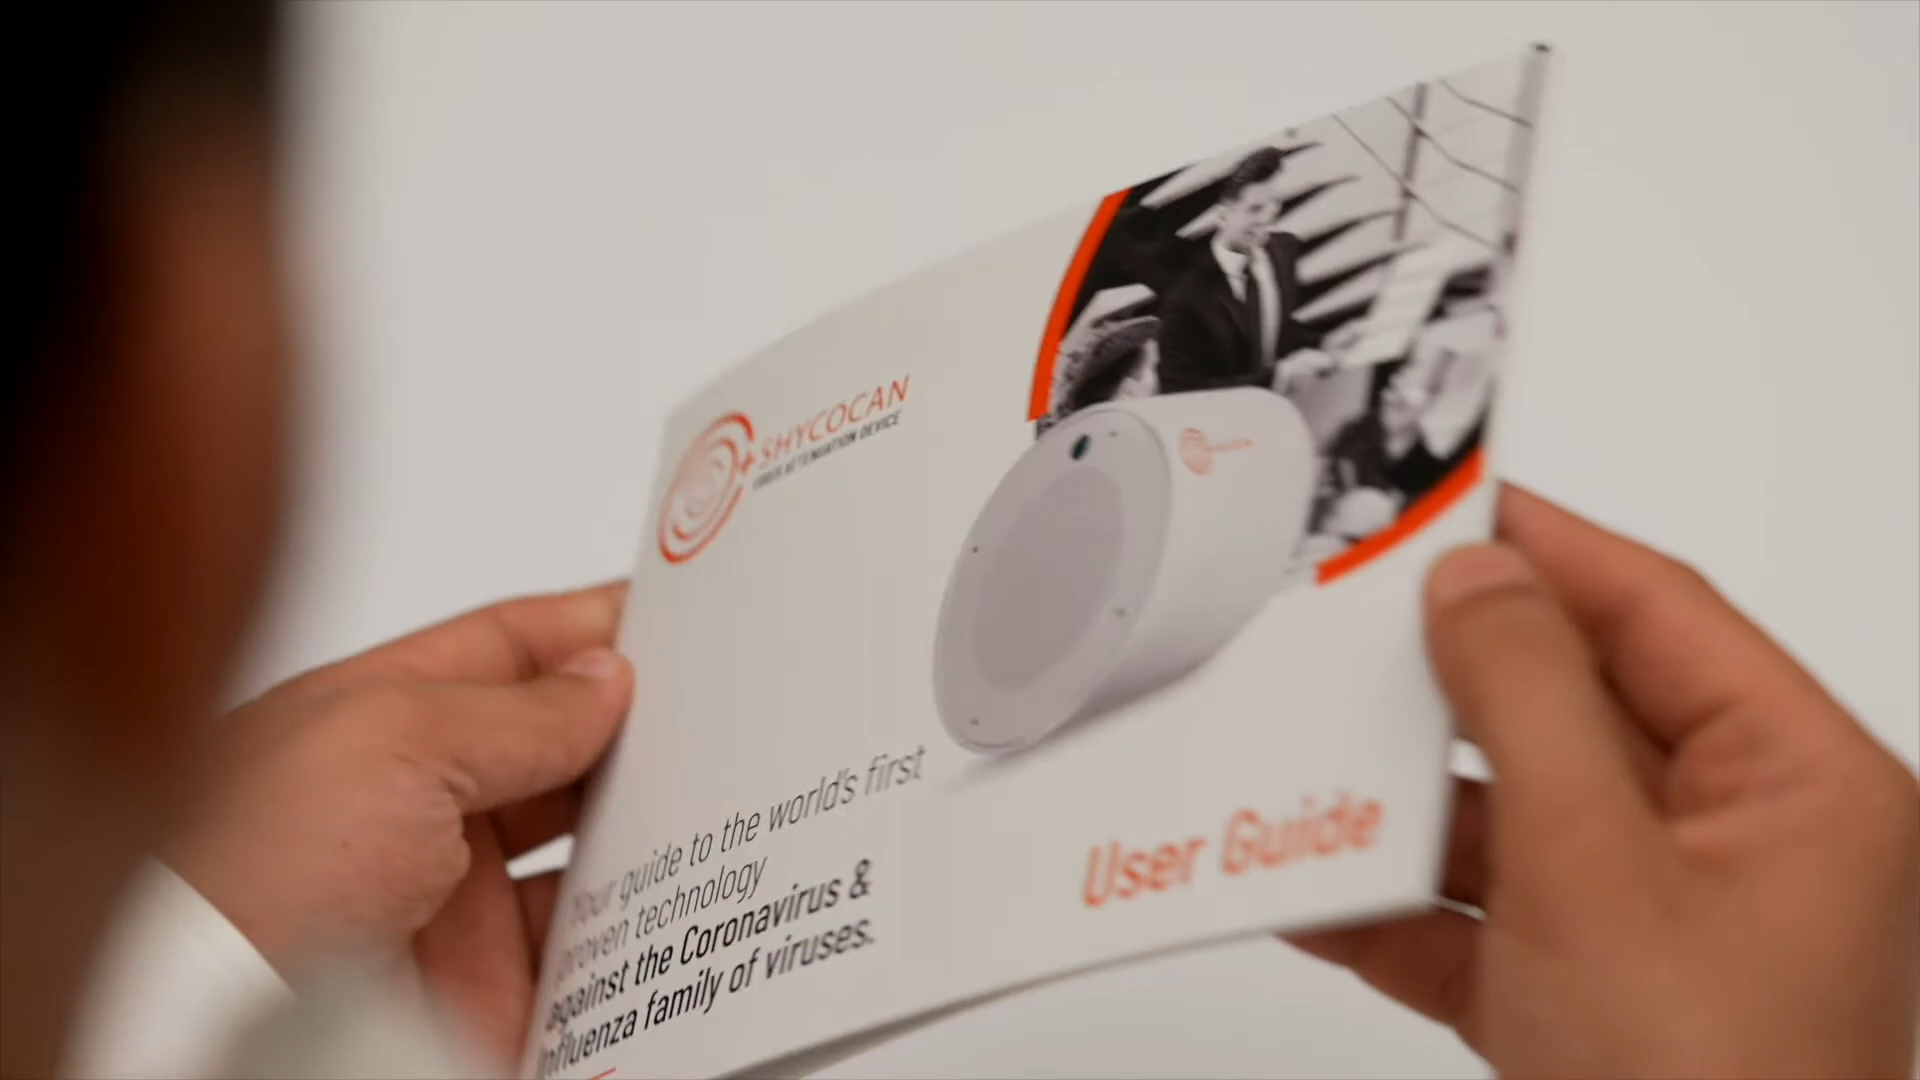 SHYCOCAN
VIRUS ATTENUATION DEVICE
Your guide to the world's first
proven technology
against the Coronavirus &
Influenza family of viruses.
User Guide